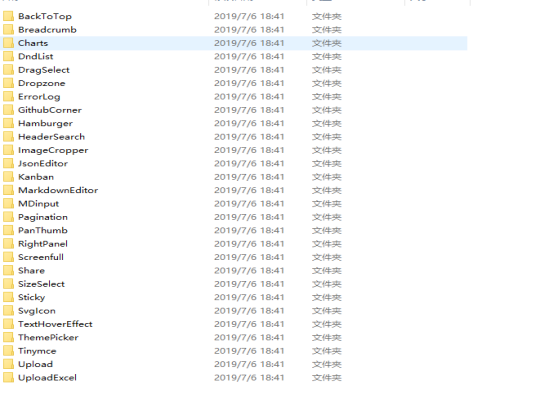 BackToTop 2019/7/6 18:41 文件夹
Breadcrumb 2019/7/6 18:41 文件夹
Charts 2019/7/6 18:41 文件夹
DndList 2019/7/6 18:41 文件夹
DragSelect 2019/7/6 18:41 文件夹
Dropzone 2019/7/6 18:41 文件夹
ErrorLog 2019/7/6 18:41 文件夹
GithubCorner 2019/7/6 18:41 文件夹
Hamburger 2019/7/6 18:41 文件夹
HeaderSearch 2019/7/6 18:41 文件夹
ImageCropper 2019/7/6 18:41 文件夹
JsonEditor 2019/7/6 18:41 文件夹
Kanban 2019/7/6 18:41 文件夹
MarkdownEditor 2019/7/6 18:41 文件夹
MDinput 2019/7/6 18:41 文件夹
Pagination 2019/7/6 18:41 文件夹
PanThumb 2019/7/6 18:41 文件夹
RightPanel 2019/7/6 18:41 文件夹
Screenfull 2019/7/6 18:41 文件夹
Share 2019/7/6 18:41 文件夹
SizeSelect 2019/7/6 18:41 文件夹
Sticky 2019/7/6 18:41 文件夹
SvgIcon 2019/7/6 18:41 文件夹
TextHoverEffect 2019/7/6 18:41 文件夹
ThemePicker 2019/7/6 18:41 文件夹
Tinymce 2019/7/6 18:41 文件夹
Upload 2019/7/6 18:41 文件夹
UploadExcel 2019/7/6 18:41 文件夹